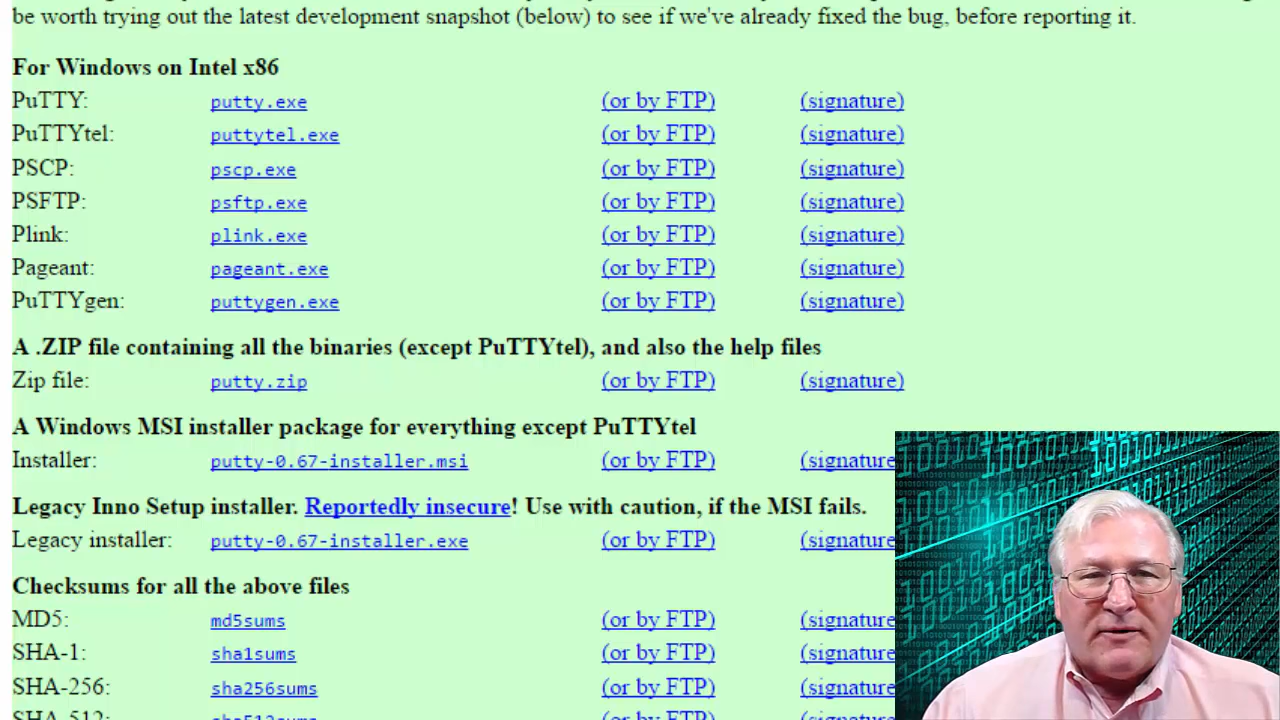 be worth trying out the latest development snapshot (below) to see if we've already fixed the bug, before reporting it.
For Windows on Intel x86
PuTTY: putty.exe (or by FTP) (signature)
PuTTYtel: puttytel.exe (or by FTP) (signature)
PSCP: pscp.exe (or by FTP) (signature)
PSFTP: psftp.exe (or by FTP) (signature)
Plink: plink.exe (or by FTP) (signature)
Pageant: pageant.exe (or by FTP) (signature)
PuTTYgen: puttygen.exe (or by FTP) (signature)
A .ZIP file containing all the binaries (except PuTTYtel), and also the help files
Zip file: putty.zip (or by FTP) (signature)
A Windows MSI installer package for everything except PuTTYtel
Installer: putty-0.67-installer.msi (or by FTP) (signature
Legacy Inno Setup installer. Reportedly insecure! Use with caution, if the MSI fails.
Legacy installer: putty-0.67-installer.exe (or by FTP) (signature
Checksums for all the above files
MD5: md5sums (or by FTP) (signature
SHA-1: sha1sums (or by FTP) (signature
SHA-256: sha256sums (or by FTP) (signature
SHA-512: sha512sums (or by FTP) (signature